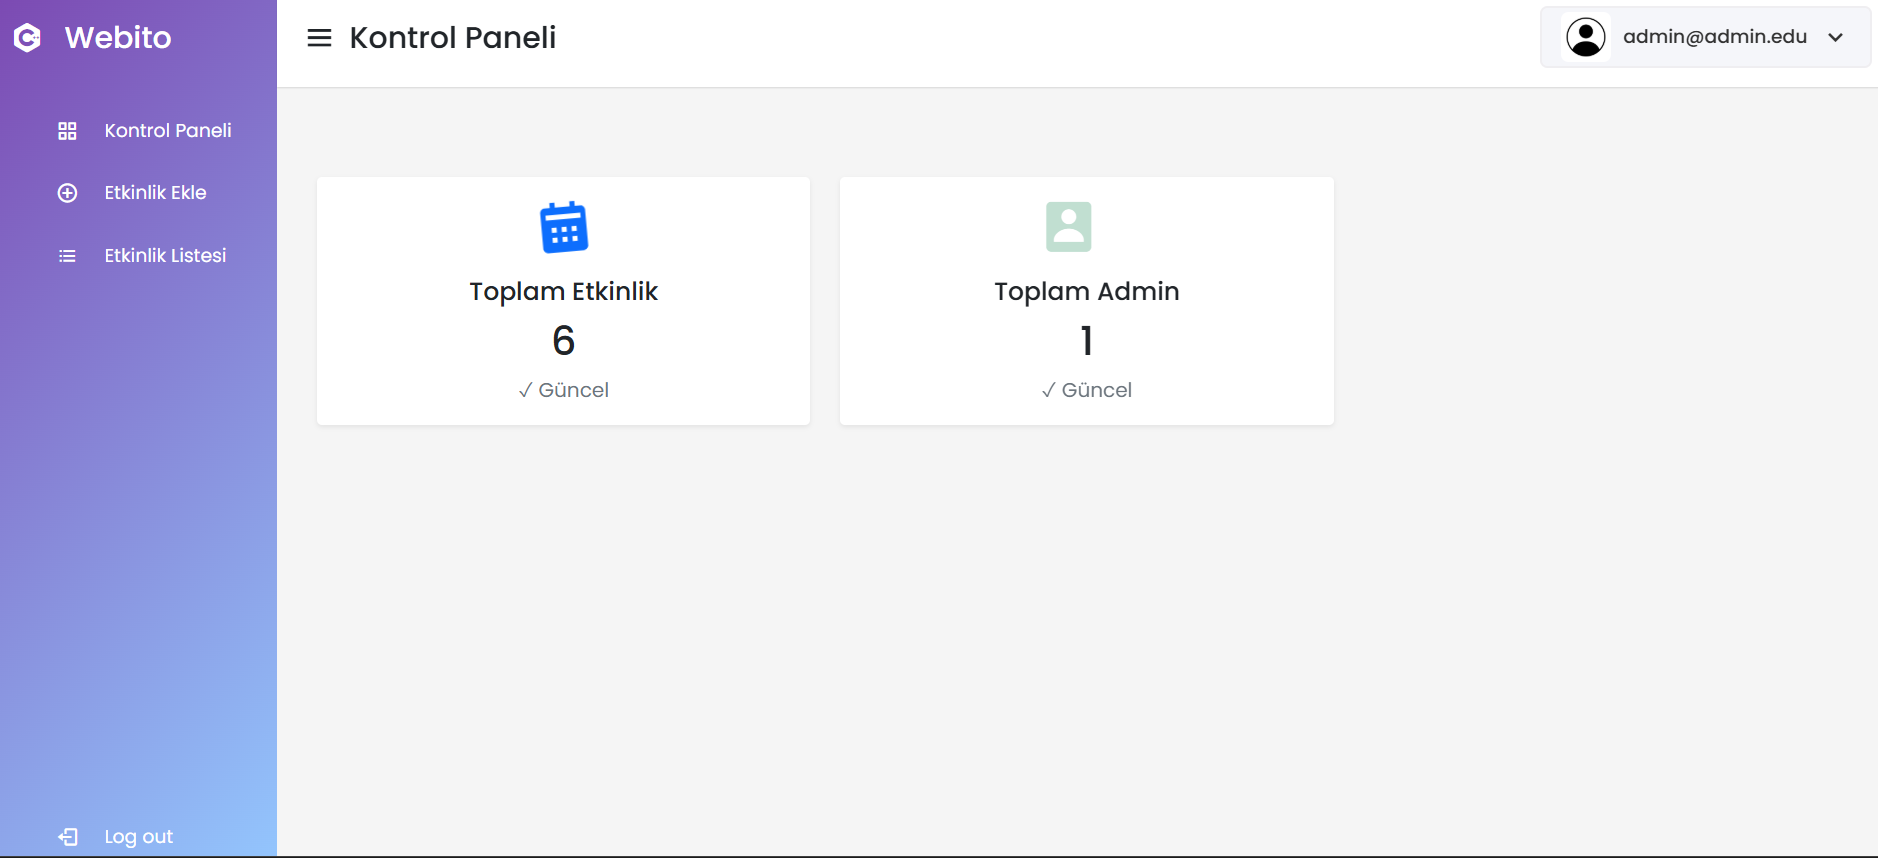 Webito
Kontrol Paneli
Etkinlik Ekle
Etkinlik Listesi
Log out
Kontrol Paneli
admin@admin.edu
Toplam Etkinlik
6
✓ Güncel
Toplam Admin
1
✓ Güncel